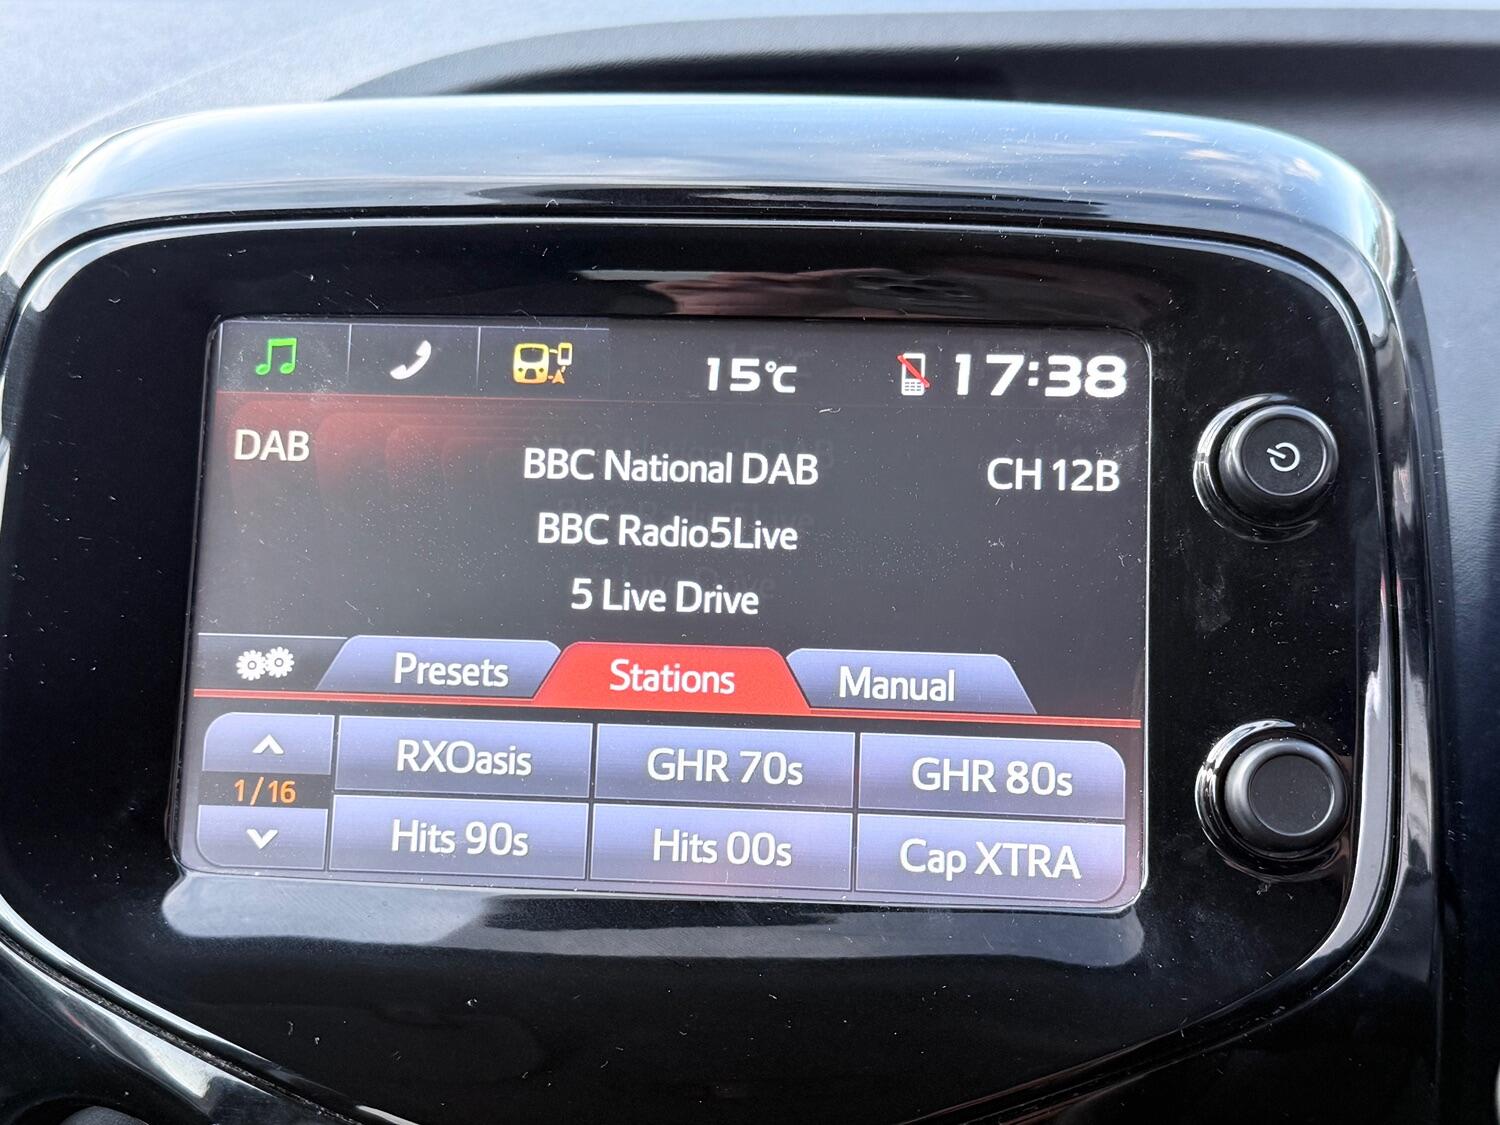 15°C 17:38
DAB BBC National DAB CH 12B
BBC Radio5Live
5 Live Drive
Presets Stations Manual
RXOasis GHR 70s GHR 80s
1/16
Hits 90s Hits 00s Cap XTRA